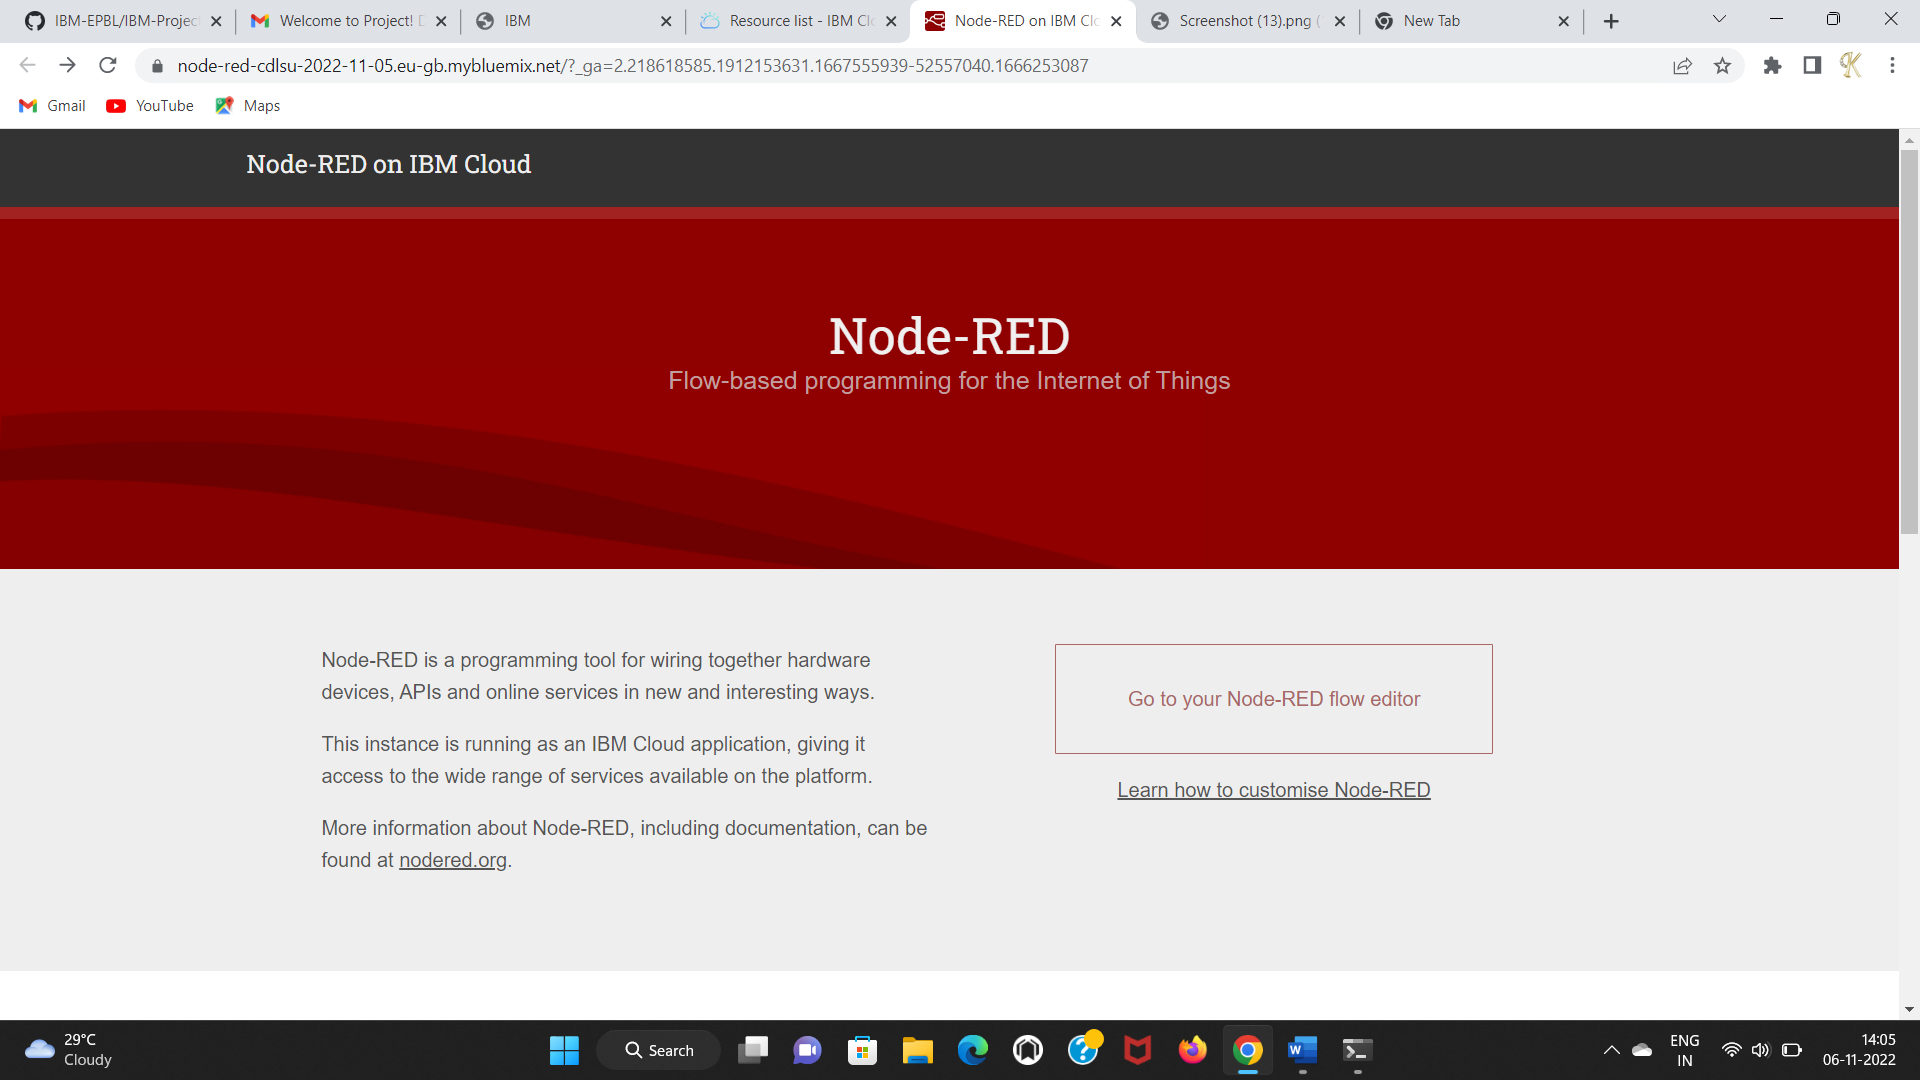 IBM-EPBL/IBM-Projec
Welcome to Project!
IBM
Resource list - IBM Cl
Node-RED on IBM Cl
Screenshot (13).png (
New Tab
node-red-cdlsu-2022-11-05.eu-gb.mybluemix.net/?_ga=2.218618585.1912153631.1667555939-52557040.1666253087
Gmail
YouTube
Maps
Node-RED on IBM Cloud
Node-RED
Flow-based programming for the Internet of Things
Node-RED is a programming tool for wiring together hardware
devices, APIs and online services in new and interesting ways.
This instance is running as an IBM Cloud application, giving it
access to the wide range of services available on the platform.
More information about Node-RED, including documentation, can be
found at nodered.org.
Go to your Node-RED flow editor
Learn how to customise Node-RED
29°C
Cloudy
Search
ENG
IN
14:05
06-11-2022